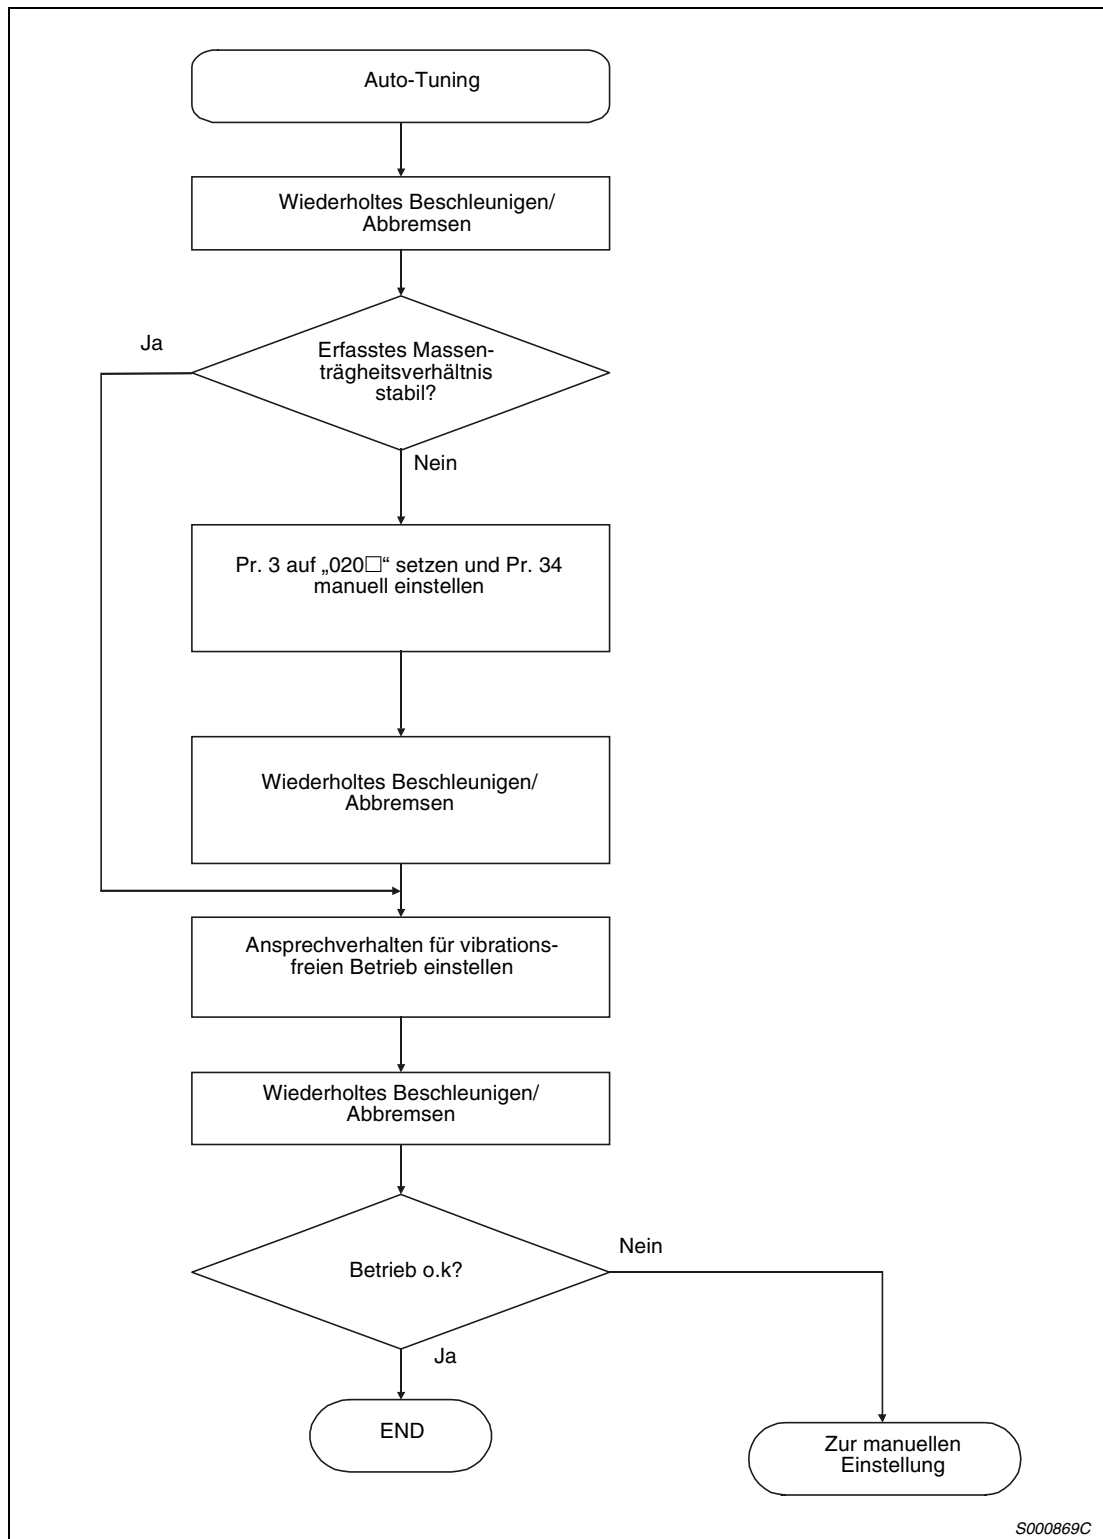 Auto-Tuning
Wiederholtes Beschleunigen/
Abbremsen
Ja
Erfasstes Massen-
trägheitsverhältnis
stabil?
Nein
Pr. 3 auf „020□“ setzen und Pr. 34
manuell einstellen
Wiederholtes Beschleunigen/
Abbremsen
Ansprechverhalten für vibrations-
freien Betrieb einstellen
Wiederholtes Beschleunigen/
Abbremsen
Nein
Betrieb o.k?
Ja
END
Zur manuellen
Einstellung
S000869C